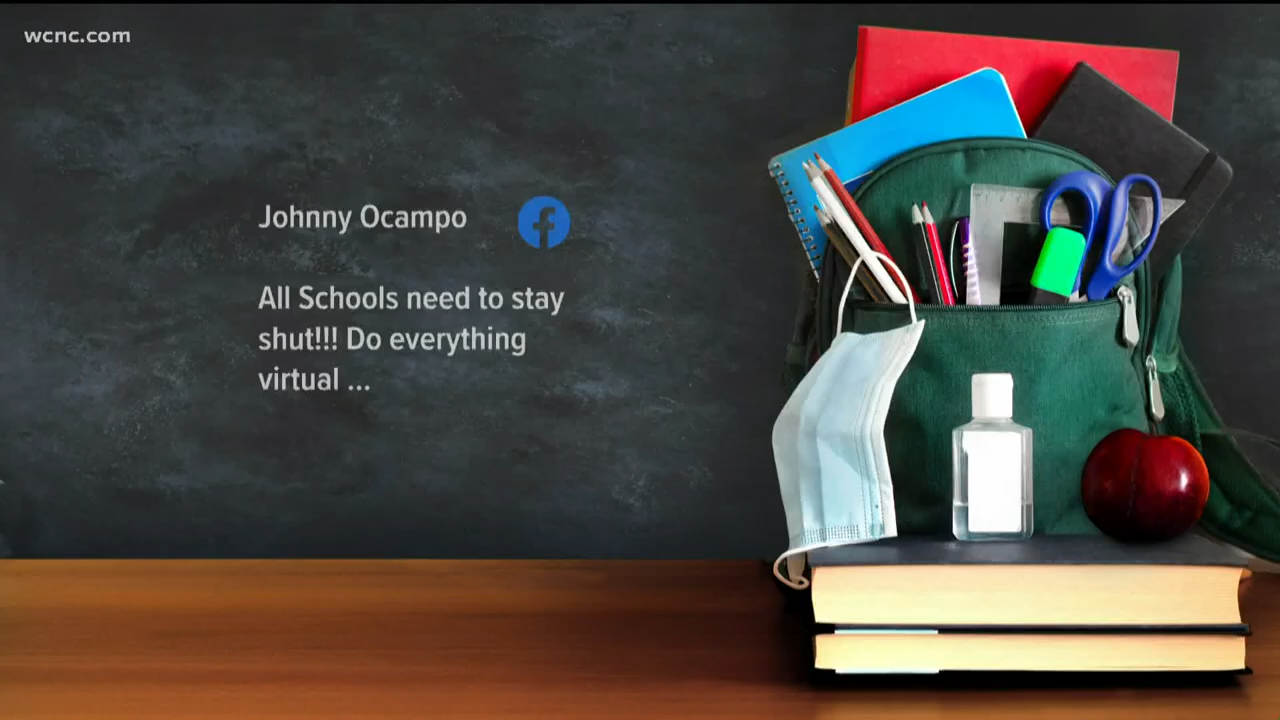 wcnc.com
Johnny Ocampo
All Schools need to stay
shut!!! Do everything
virtual ...